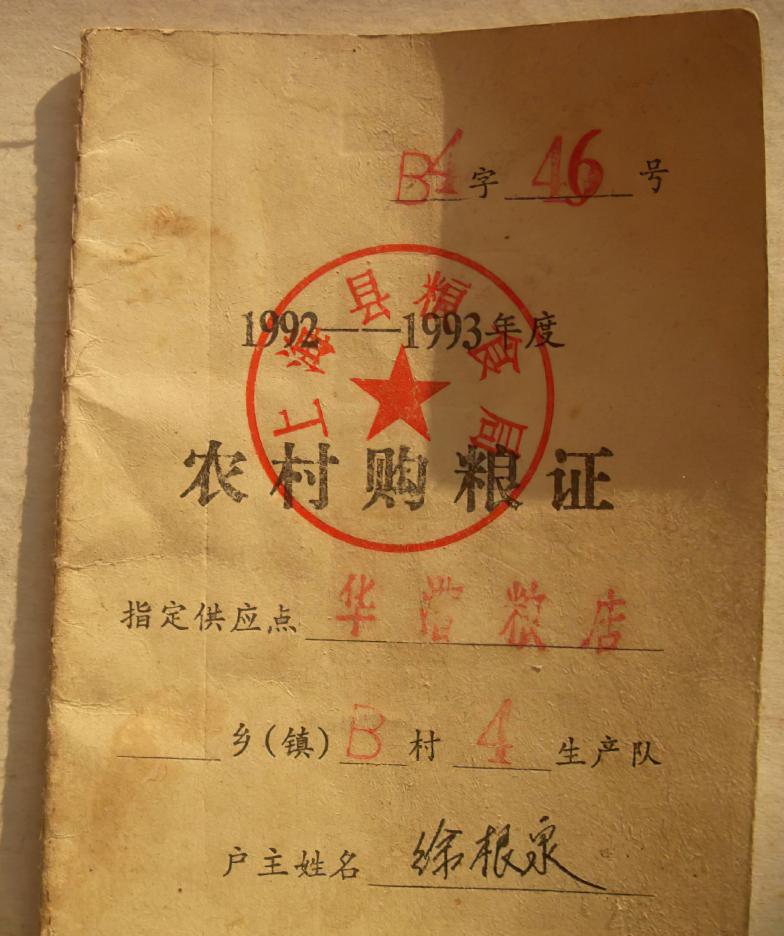 B4字 46 号
上海县粮食局
1992——1993年度
农村购粮证
指定供应点 华 粮店
乡(镇) B 村 4 生产队
户主姓名 徐根泉